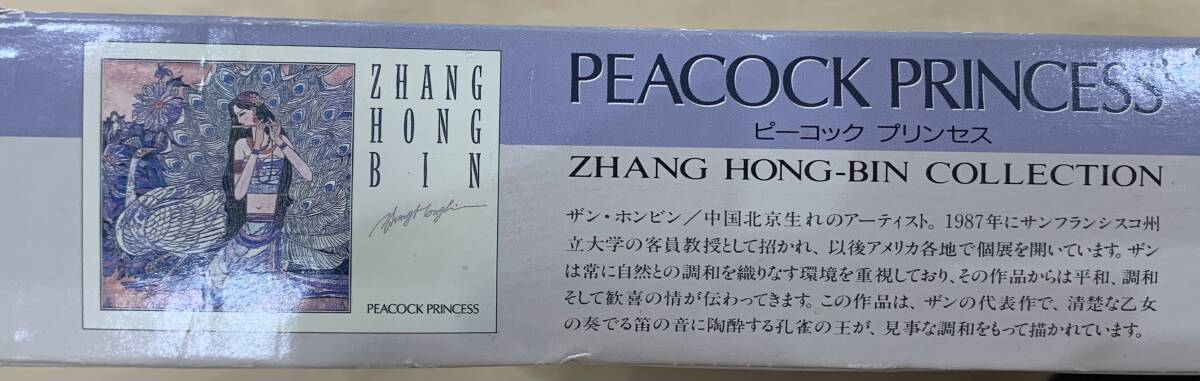 ZHANG
HONG
BIN
PEACOCK PRINCESS
PEACOCK PRINCESS
ピーコック プリンセス
ZHANG HONG-BIN COLLECTION
ザン・ホンビン/中国北京生れのアーティスト。1987年にサンフランシスコ州
立大学の客員教授として招かれ、以後アメリカ各地で個展を開いています。ザン
は常に自然との調和を織りなす環境を重視しており、その作品からは平和、調和
そして歓喜の情が伝わってきます。この作品は、ザンの代表作で、清楚な乙女
の奏でる笛の音に陶酔する孔雀の王が、見事な調和をもって描かれています。